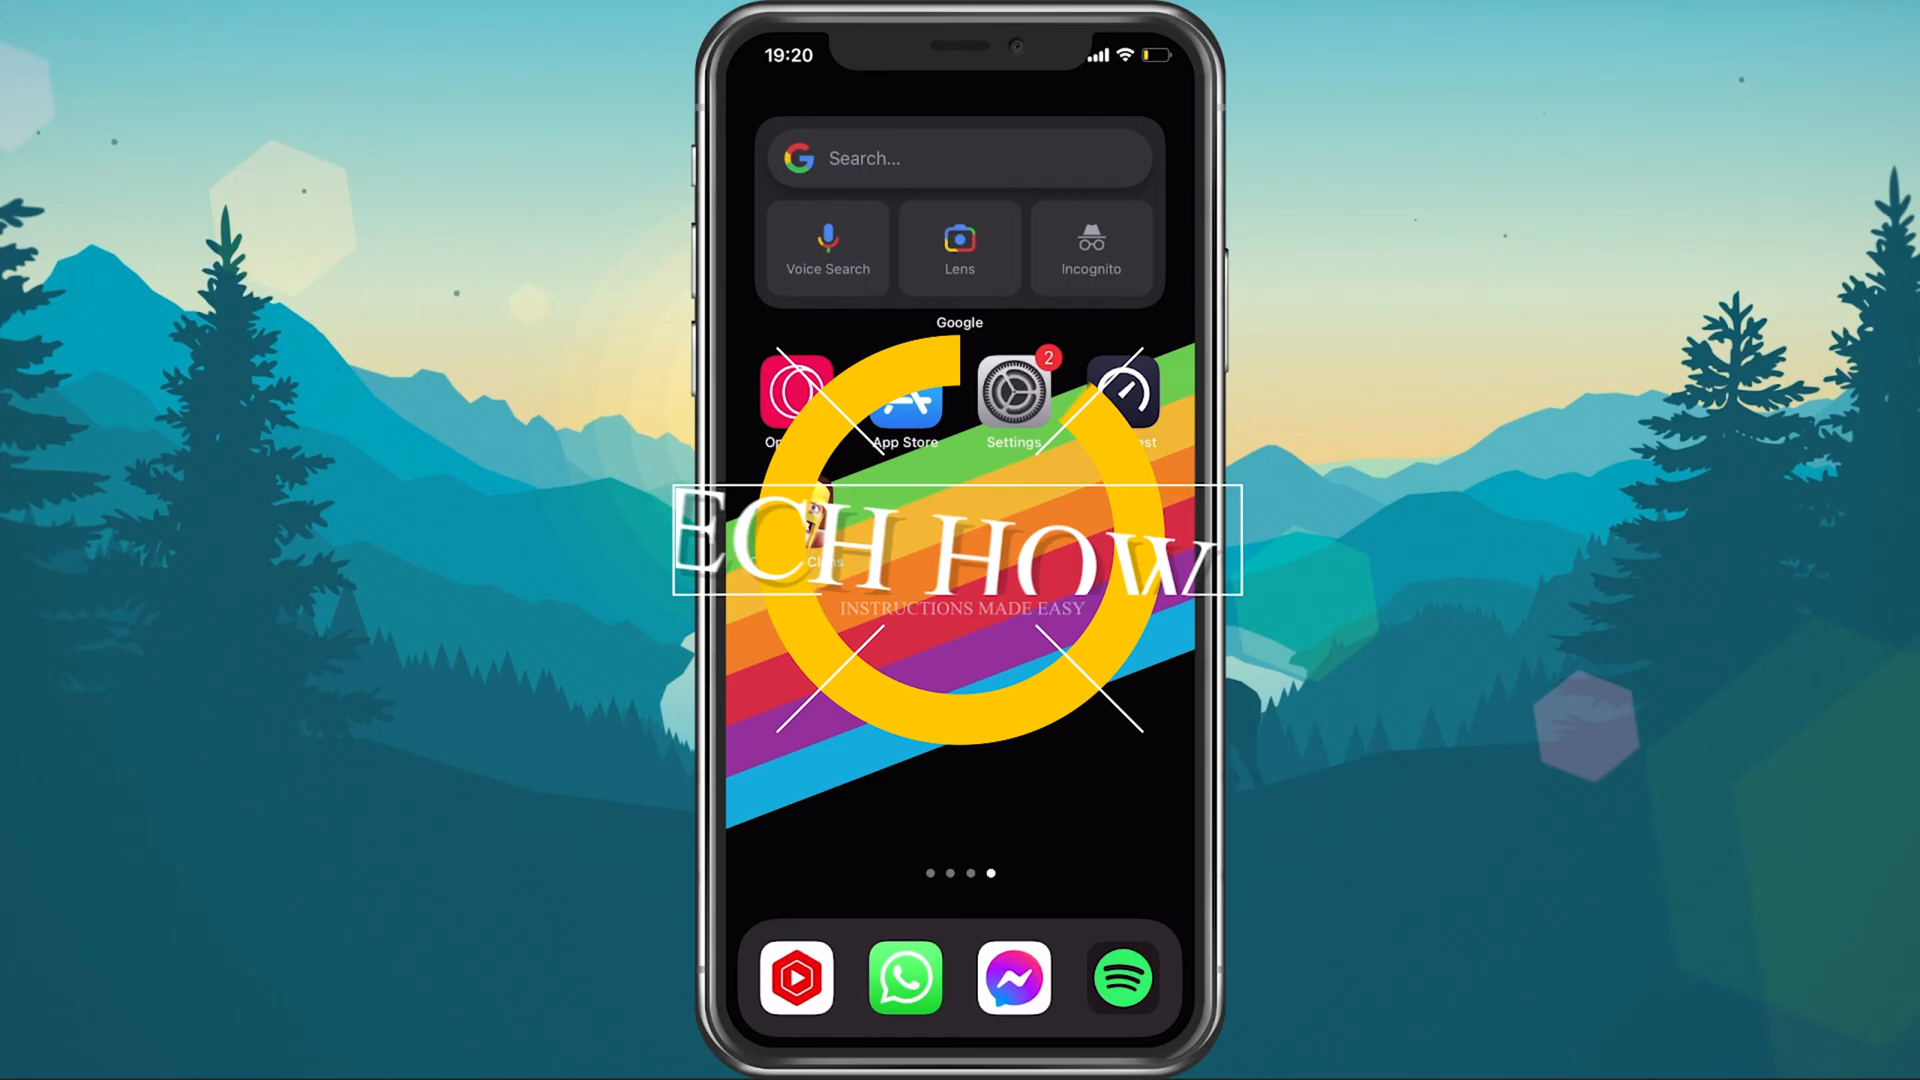 19:20
Search...
Voice Search
Lens
Incognito
Google
2
App Store
Settings
ECH HOW
INSTRUCTIONS MADE EASY